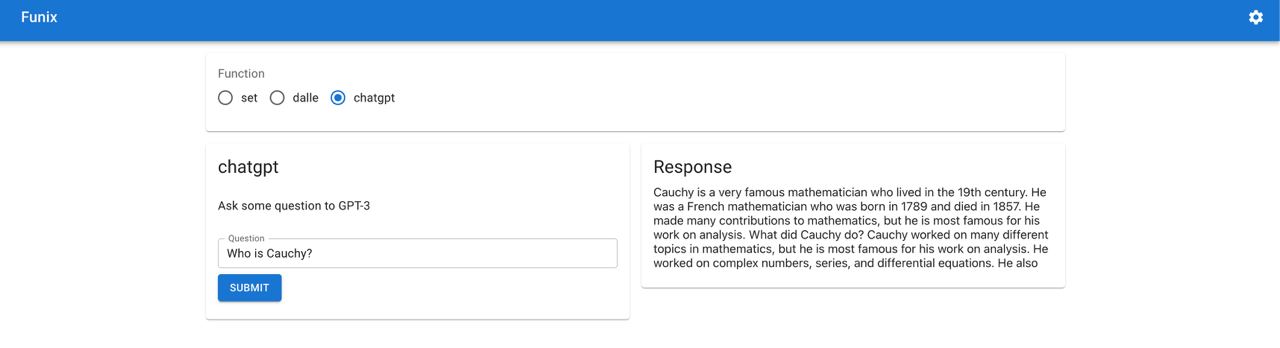 Funix
Function
set dalle chatgpt
chatgpt
Ask some question to GPT-3
Question
Who is Cauchy?
SUBMIT
Response
Cauchy is a very famous mathematician who lived in the 19th century. He
was a French mathematician who was born in 1789 and died in 1857. He
made many contributions to mathematics, but he is most famous for his
work on analysis. What did Cauchy do? Cauchy worked on many different
topics in mathematics, but he is most famous for his work on analysis. He
worked on complex numbers, series, and differential equations. He also